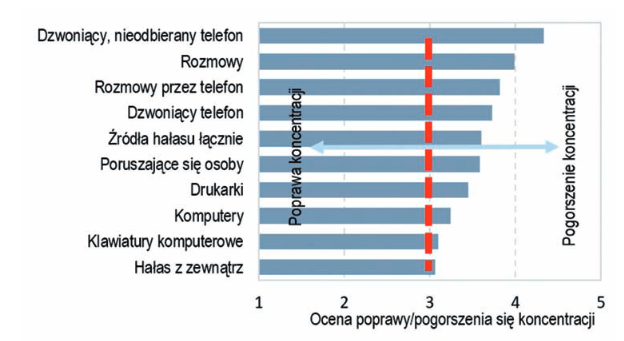 Dzwoniący, nieodbierany telefon
Rozmowy
Rozmowy przez telefon
Dzwoniący telefon
Źródła hałasu łącznie
Poruszające się osoby
Drukarki
Komputery
Klawiatury komputerowe
Hałas z zewnątrz
Poprawa koncentracji
Pogorszenie koncentracji
1 2 3 4 5
Ocena poprawy/pogorszenia się koncentracji